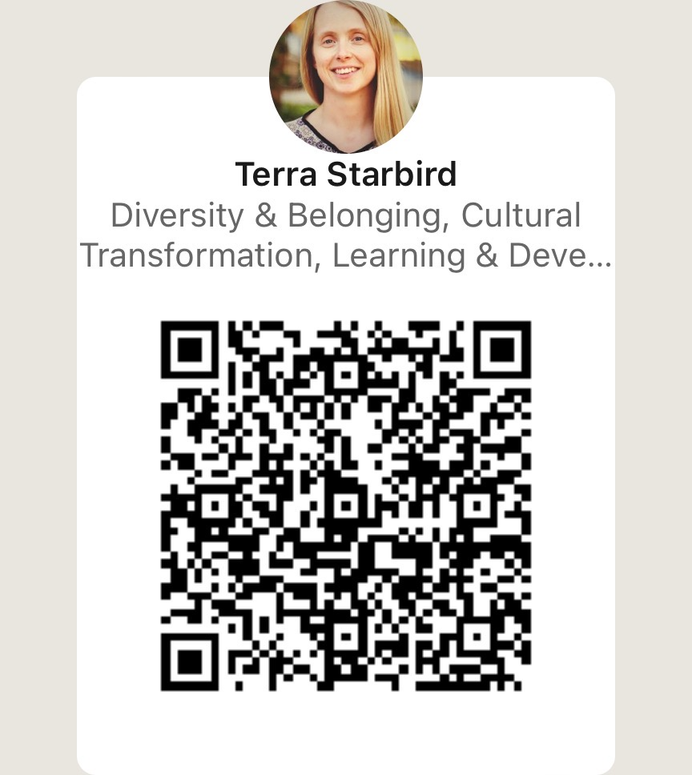 Terra Starbird
Diversity & Belonging, Cultural
Transformation, Learning & Deve...